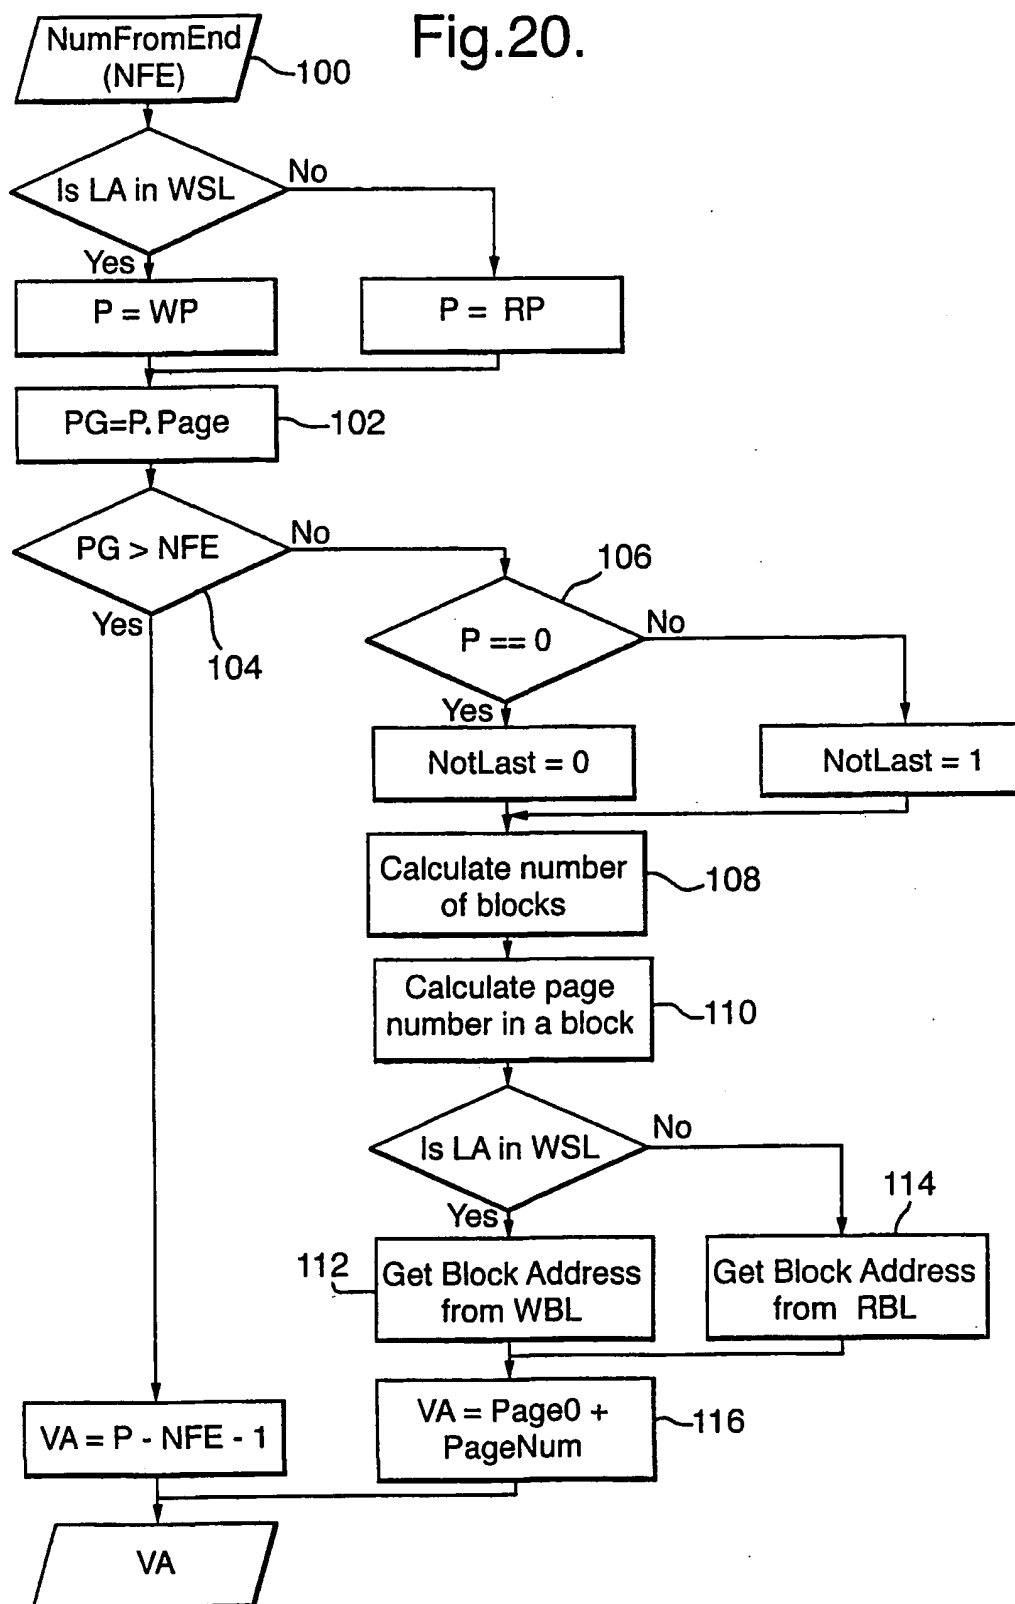 Fig.20.
NumFromEnd
(NFE)
100
Is LA in WSL
No
Yes
P = WP
P = RP
PG=P.Page
102
PG > NFE
No
Yes
104
106
P == 0
No
Yes
NotLast = 0
NotLast = 1
Calculate number
of blocks
108
Calculate page
number in a block
110
Is LA in WSL
No
Yes
114
112
Get Block Address
from WBL
Get Block Address
from RBL
VA = P - NFE - 1
VA = Page0 +
PageNum
116
VA